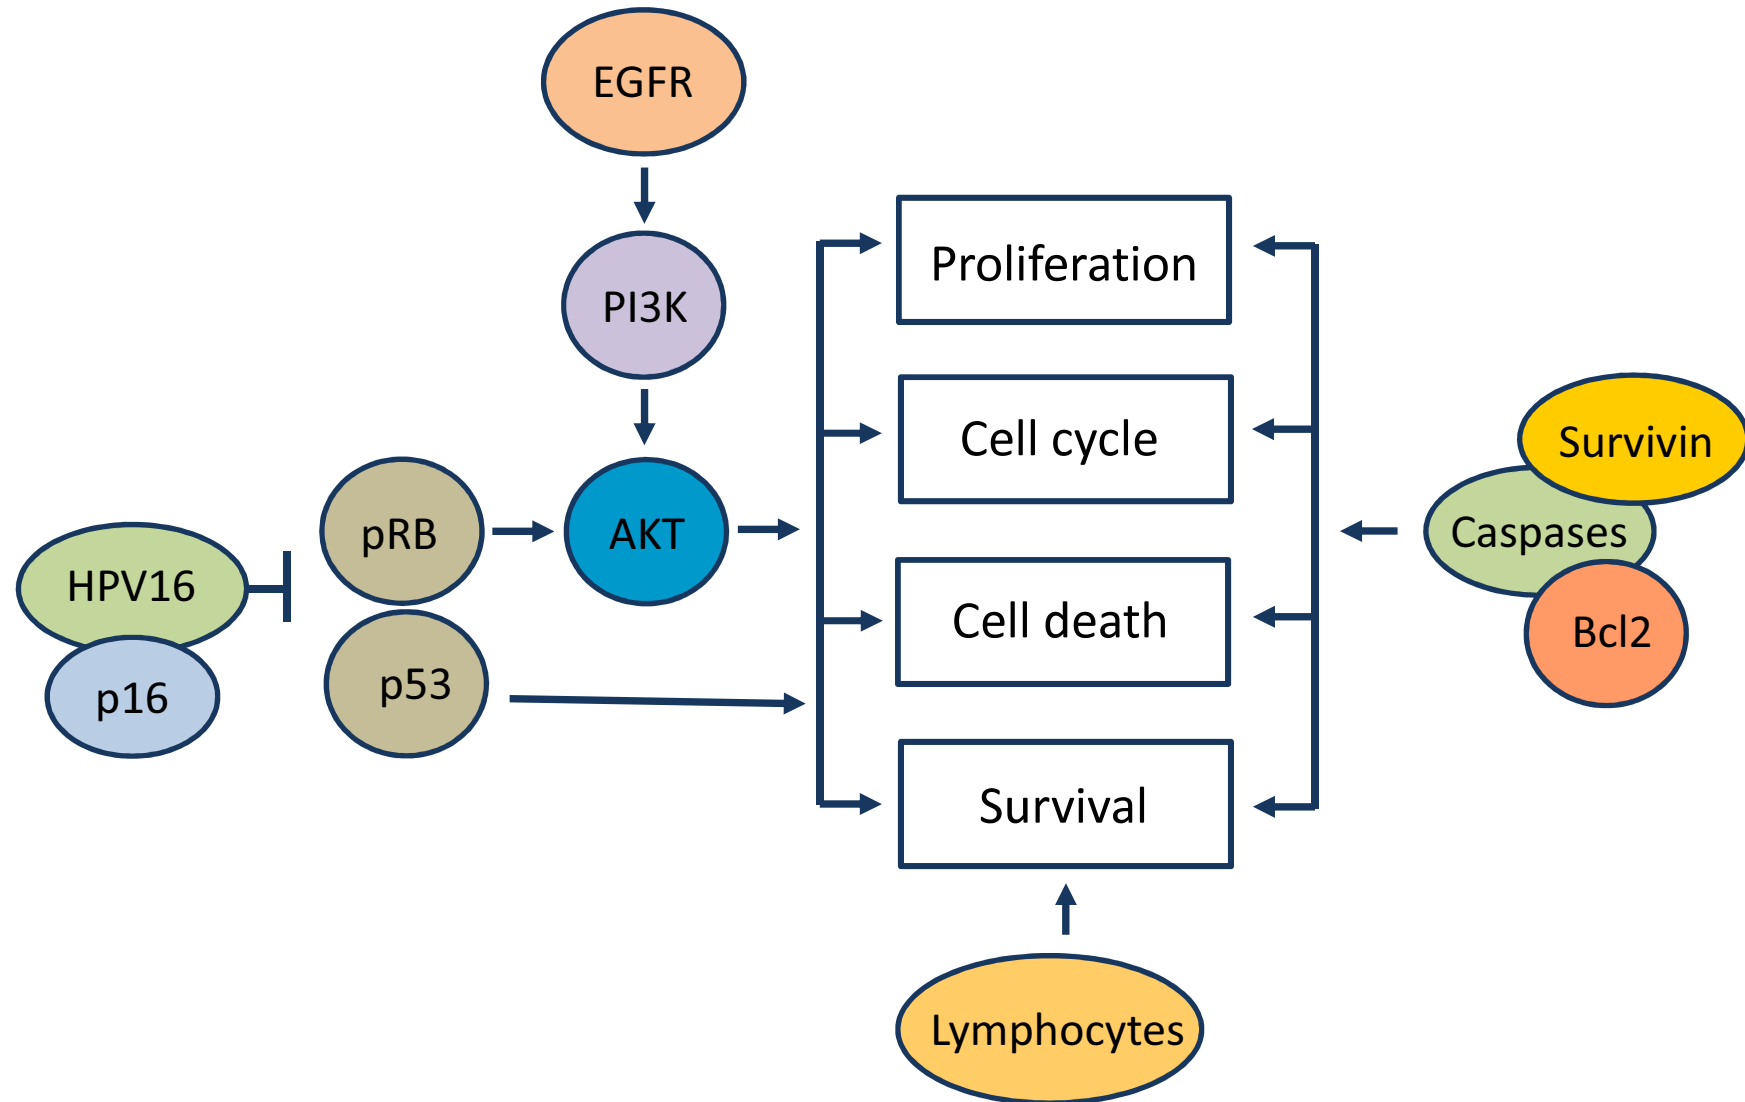 EGFR
PI3K
Proliferation
Cell cycle
Survivin
pRB
AKT
Caspases
HPV16
Cell death
Bcl2
p16
p53
Survival
Lymphocytes